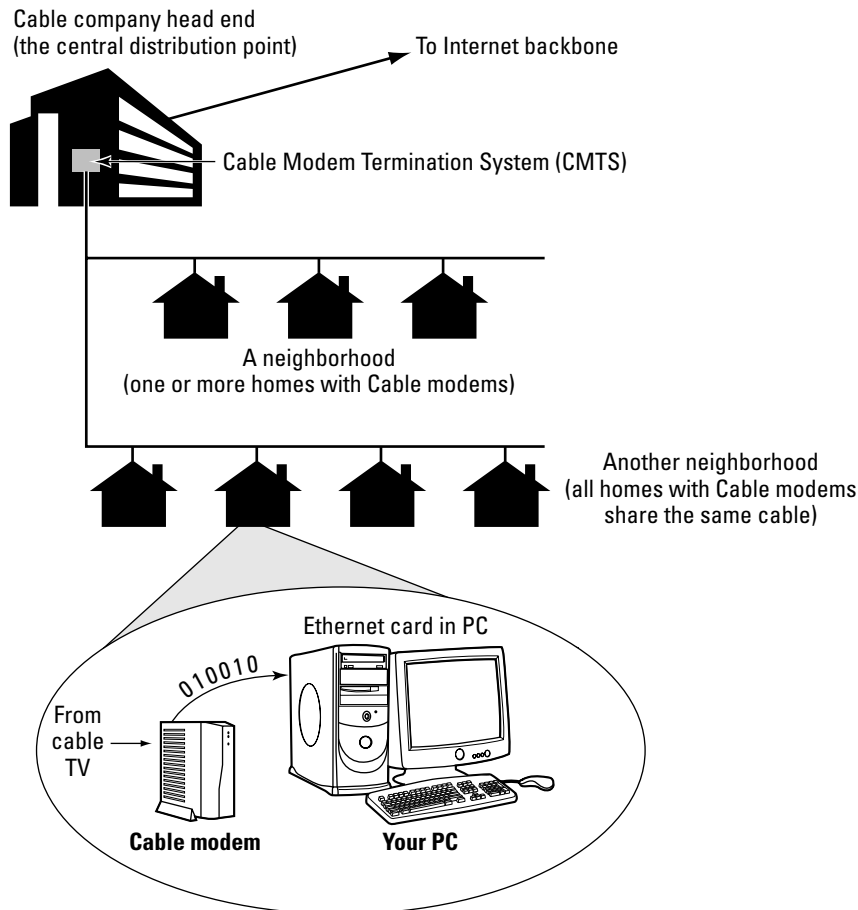 Cable company head end
(the central distribution point)
To Internet backbone
Cable Modem Termination System (CMTS)
A neighborhood
(one or more homes with Cable modems)
Another neighborhood
(all homes with Cable modems
share the same cable)
Ethernet card in PC
010010
From
cable
TV
Cable modem
Your PC